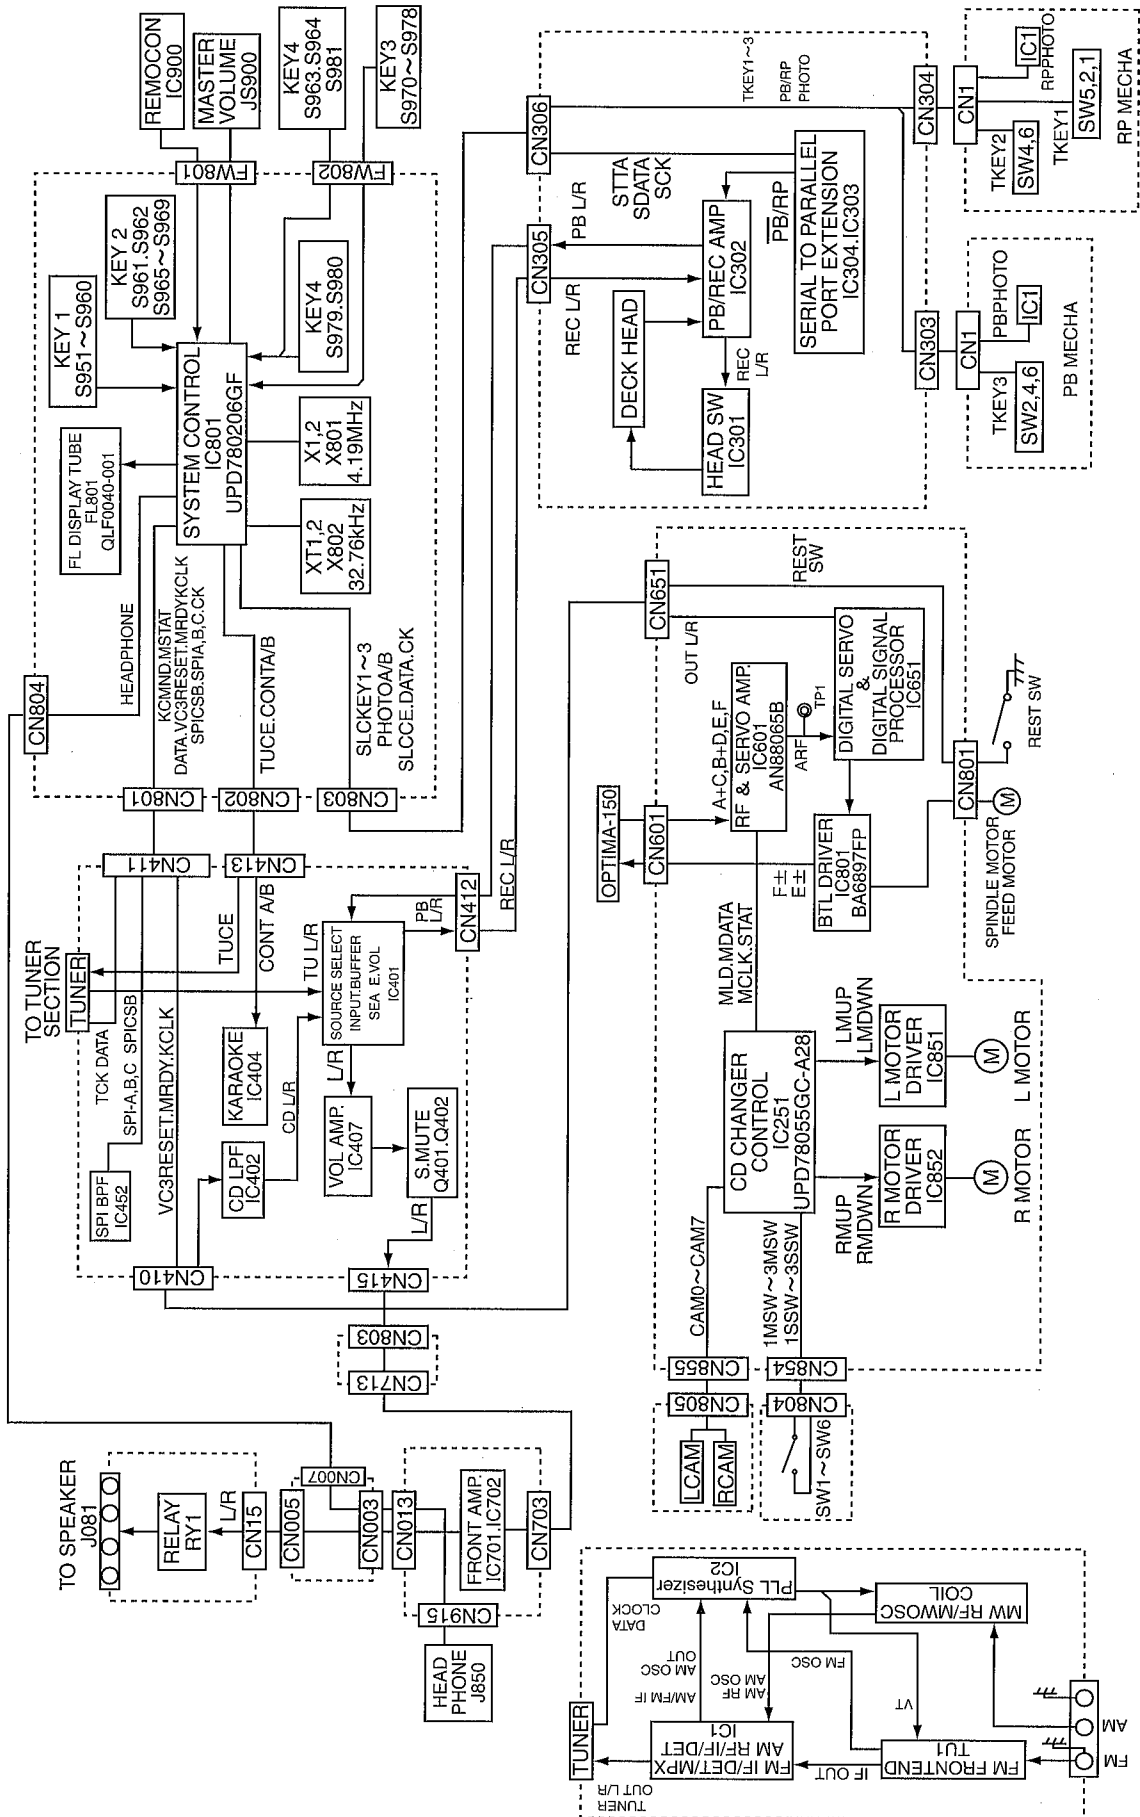 REMOCON
IC900
MASTER
VOLUME
JS900
KEY4
S963.S964
S981
KEY3
S970~S978
FW801
FW802
KEY 1
S951~S960
KEY 2
S961.S962
S965~S969
KEY4
S979.S980
FL DISPLAY TUBE
FL801
QLF0040-001
SYSTEM CONTROL
IC801
UPD780206GF
X1,2
X801
4.19MHz
XT1,2
X802
32.76kHz
CN804
HEADPHONE
KCMND.MSTAT
DATA.VC3RESET.MRDYKCLK
SPICSB.SPIA,B,C.CK
TUCE.CONTA/B
SLCKEY1~3
PHOTOA/B
SLCCE.DATA.CK
CN801
CN802
CN803
CN411
CN413
TO TUNER
SECTION
TUNER
TUCE
CONT A/B
TU L/R
TCK DATA
SPI-A,B,C SPICSB
VC3RESET.MRDY.KCLK
SPI BPF
IC452
KARAOKE
IC404
CD LPF
IC402
CD L/R
SOURCE SELECT
INPUT.BUFFER
SEA E.VOL
IC401
PB
L/R
CN412
REC L/R
L/R
VOL AMP.
IC407
S.MUTE
Q401.Q402
L/R
CN410
CN415
CN803
CN713
TO SPEAKER
J081
RELAY
RY1
L/R
CN15
CN005
CN007
CN003
CN013
FRONT AMP.
IC701.IC702
CN703
CN915
HEAD
PHONE
J850
CN306
CN305
TKEY1~3
PB/RP
PHOTO
PB L/R
STTA
SDATA
SCK
REC L/R
PB/REC AMP
IC302
PB/RP
SERIAL TO PARALLEL
PORT EXTENSION
IC304.IC303
DECK HEAD
REC
L/R
HEAD SW
IC301
CN304
CN303
CN1
IC1
RPPHOTO
TKEY2
SW4,6
TKEY1
SW5,2,1
RP MECHA
CN1
PBPHOTO
IC1
TKEY3
SW2,4,6
PB MECHA
CN651
REST
SW
OUT L/R
OPTIMA-150
CN601
A+C,B+D,E,F
RF & SERVO AMP.
IC601
AN88065B
ARF
TP1
DIGITAL SERVO
&
DIGITAL SIGNAL
PROCESSOR
IC651
F±
E±
BTL DRIVER
IC801
BA6897FP
CN801
REST SW
M
SPINDLE MOTOR
FEED MOTOR
MLD.MDATA
MCLK.STAT
CD CHANGER
CONTROL
IC251
UPD78055GC-A28
LMUP
LMDWN
L MOTOR
DRIVER
IC851
M
L MOTOR
RMUP
RMDWN
R MOTOR
DRIVER
IC852
M
R MOTOR
CAM0~CAM7
1MSW~3MSW
1SSW~3SSW
CN855
CN854
CN805
CN804
LCAM
RCAM
SW1~SW6
TUNER
TUNER
OUT L/R
DATA
CLOCK
PLL Synthesizer
IC2
AM OSC
OUT
AM/FM IF
AM RF
AM OSC
FM OSC
VT
MW RF/MWOSC
COIL
FM IF/DET/MPX
IC1
AM RF/IF/DET
IF OUT
FM FRONTEND
TU1
AM
FM